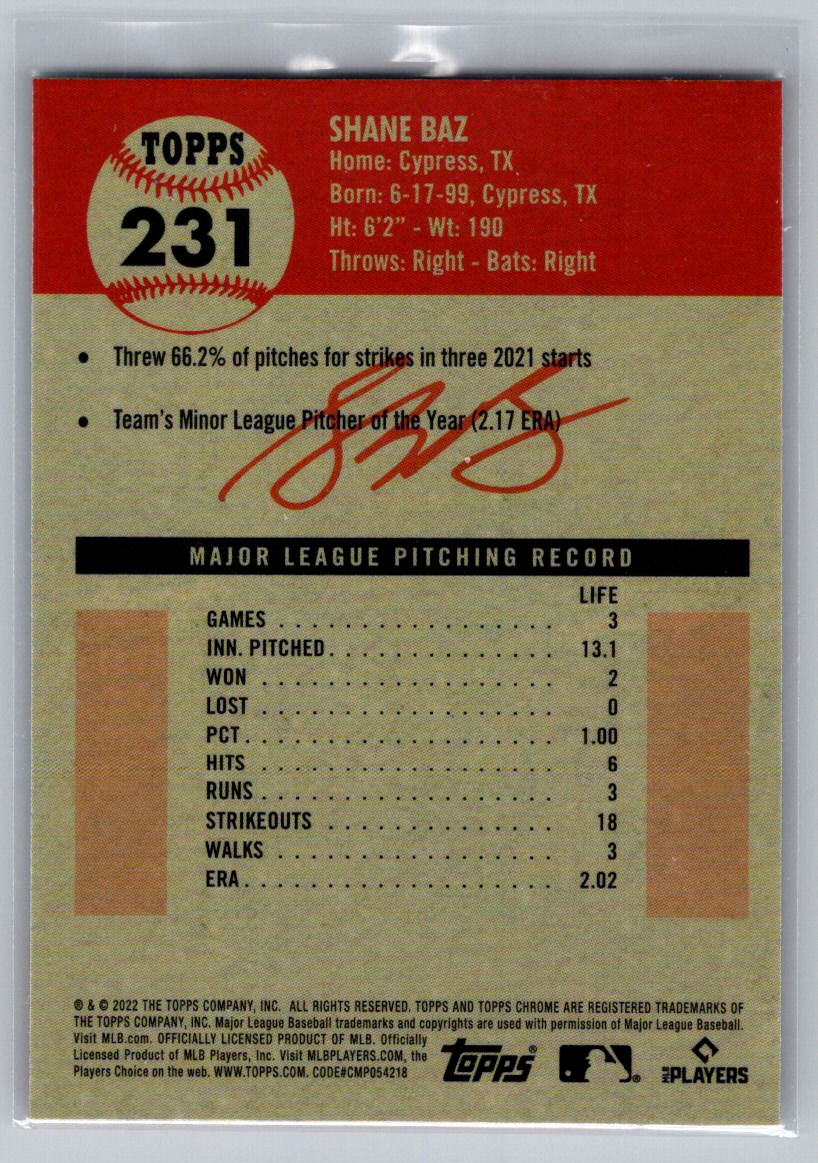 TOPPS
231
SHANE BAZ
Home: Cypress, TX
Born: 6-17-99, Cypress, TX
Ht: 6'2" - Wt: 190
Throws: Right - Bats: Right
• Threw 66.2% of pitches for strikes in three 2021 starts
• Team's Minor League Pitcher of the Year (2.17 ERA)
MAJOR LEAGUE PITCHING RECORD
LIFE
GAMES . . . . . . . . . . . . . . . . . 3
INN. PITCHED . . . . . . . . . . . . . . 13.1
WON . . . . . . . . . . . . . . . . . . 2
LOST . . . . . . . . . . . . . . . . . . 0
PCT . . . . . . . . . . . . . . . . . . . 1.00
HITS . . . . . . . . . . . . . . . . . . 6
RUNS . . . . . . . . . . . . . . . . . . 3
STRIKEOUTS . . . . . . . . . . . . . . 18
WALKS . . . . . . . . . . . . . . . . . 3
ERA . . . . . . . . . . . . . . . . . . . 2.02
® & © 2022 THE TOPPS COMPANY, INC. ALL RIGHTS RESERVED. TOPPS AND TOPPS CHROME ARE REGISTERED TRADEMARKS OF
THE TOPPS COMPANY, INC. Major League Baseball trademarks and copyrights are used with permission of Major League Baseball.
Visit MLB.com. OFFICIALLY LICENSED PRODUCT OF MLB. Officially
Licensed Product of MLB Players, Inc. Visit MLBPLAYERS.COM, the
Players Choice on the web. WWW.TOPPS.COM. CODE#CMP054218
Topps®
MLB PLAYERS